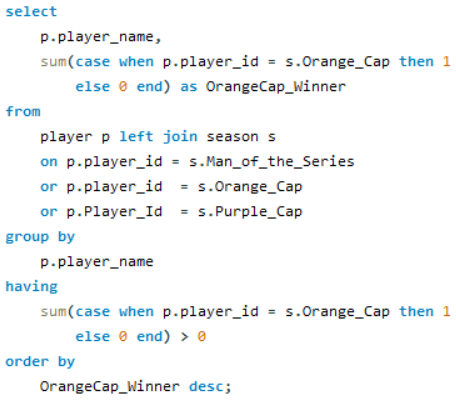 select
    p.player_name,
    sum(case when p.player_id = s.Orange_Cap then 1
        else 0 end) as OrangeCap_Winner
from
    player p left join season s
    on p.player_id = s.Man_of_the_Series
    or p.player_id  = s.Orange_Cap
    or p.Player_Id  = s.Purple_Cap
group by
    p.player_name
having
    sum(case when p.player_id = s.Orange_Cap then 1
        else 0 end) > 0
order by
    OrangeCap_Winner desc;